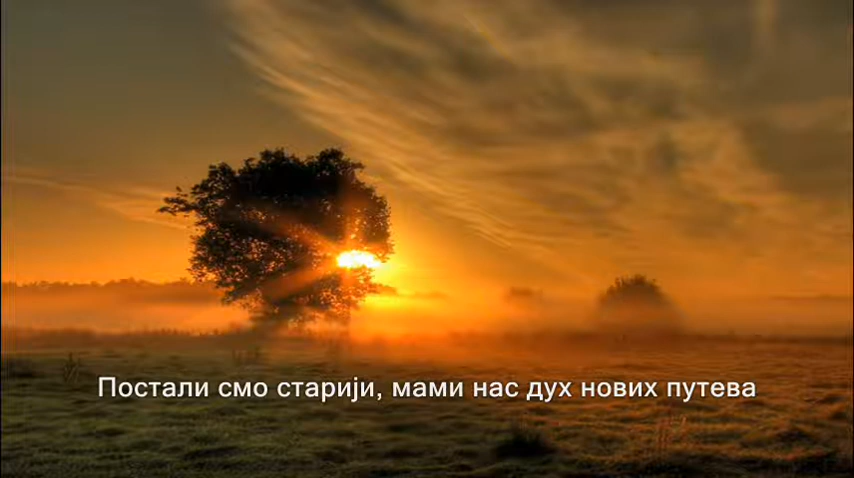 Постали смо старији, мами нас дух нових путева